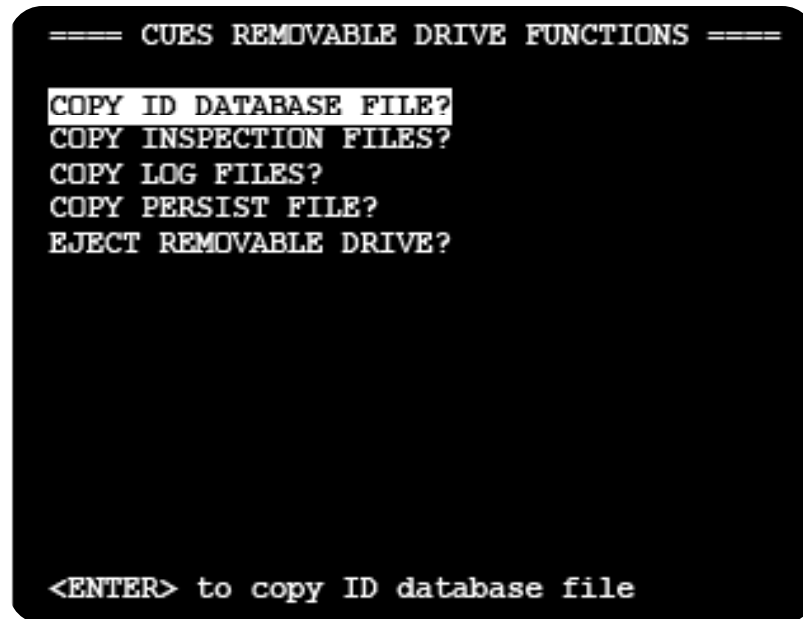 ==== CUES REMOVABLE DRIVE FUNCTIONS ====
COPY ID DATABASE FILE?
COPY INSPECTION FILES?
COPY LOG FILES?
COPY PERSIST FILE?
EJECT REMOVABLE DRIVE?
<ENTER> to copy ID database file